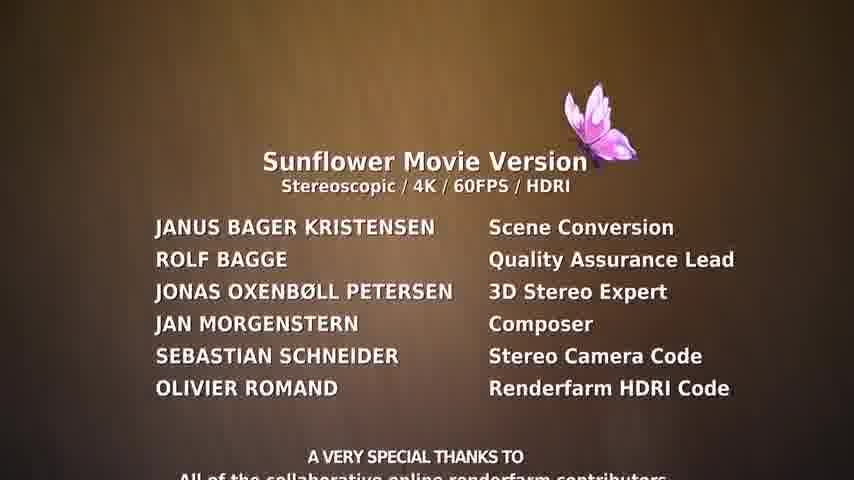 Sunflower Movie Version
Stereoscopic / 4K / 60FPS / HDRI
JANUS BAGER KRISTENSEN Scene Conversion
ROLF BAGGE Quality Assurance Lead
JONAS OXENBØLL PETERSEN 3D Stereo Expert
JAN MORGENSTERN Composer
SEBASTIAN SCHNEIDER Stereo Camera Code
OLIVIER ROMAND Renderfarm HDRI Code
A VERY SPECIAL THANKS TO
All of the collaborative online renderfarm contributors